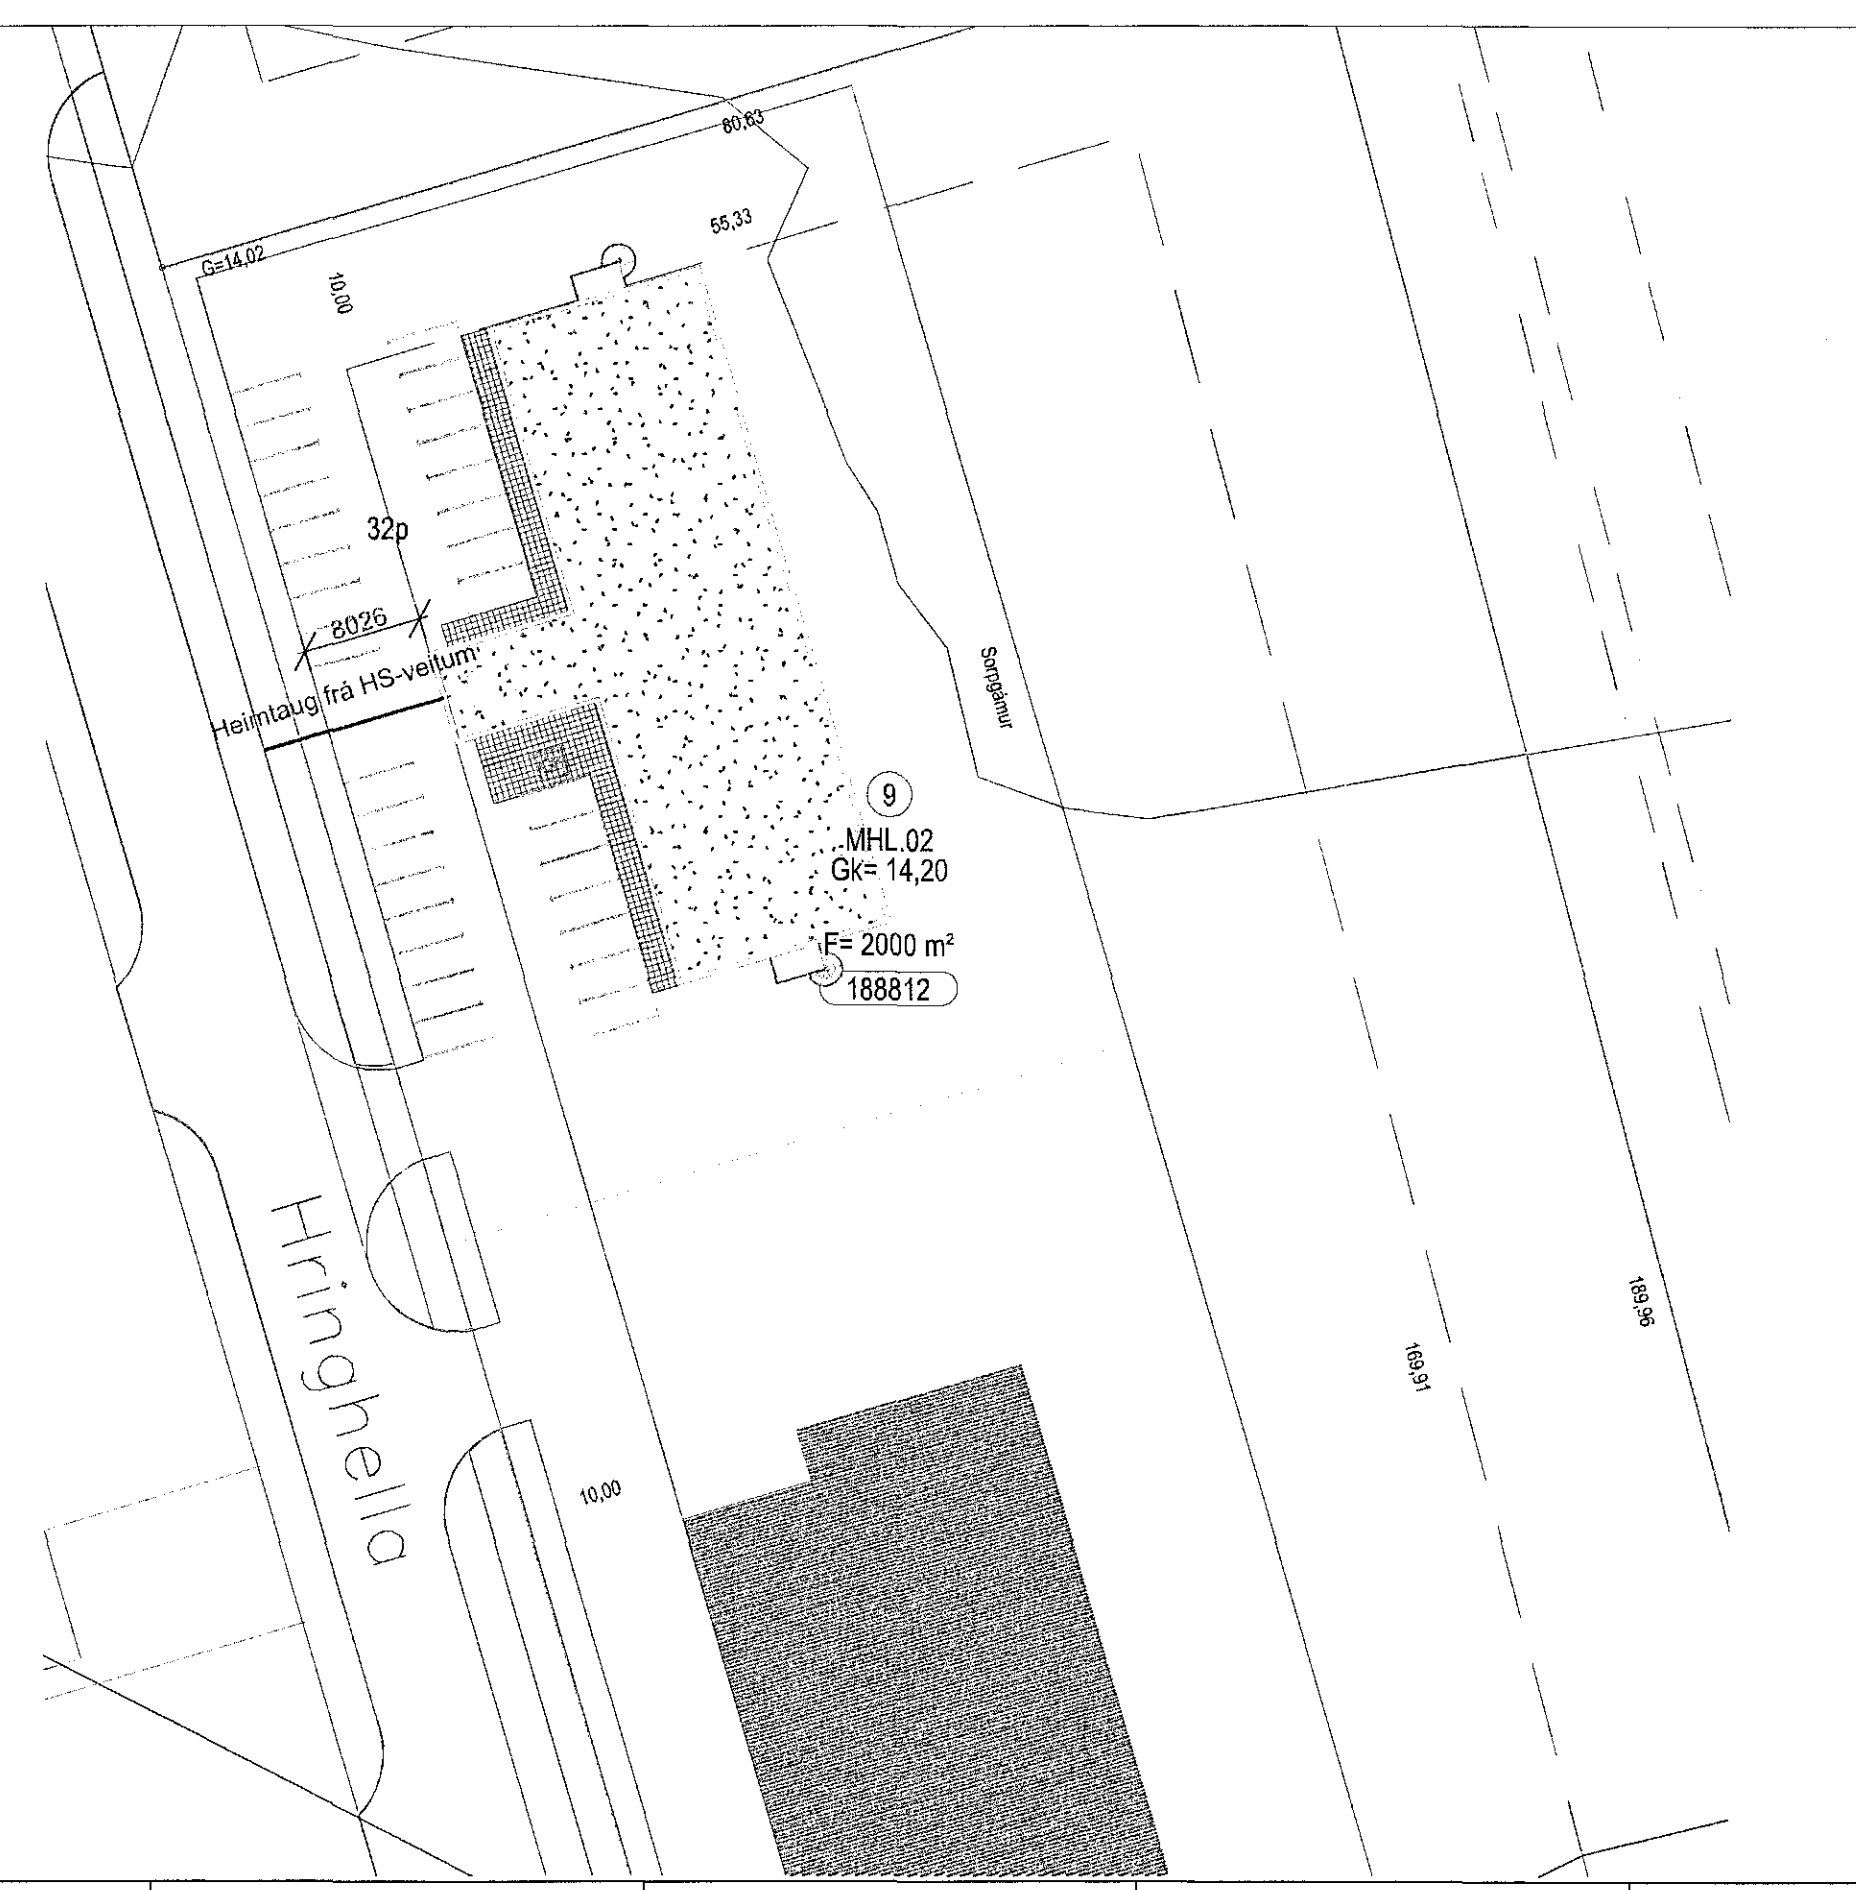 80,63
55,33
G=14,02
10,00
32p
8026
Heimtaug frá HS-veitum
Sorpgámur
9
MHL.02
Gk= 14,20
F= 2000 m²
188812
Hringhella
189,96
169,91
10,00